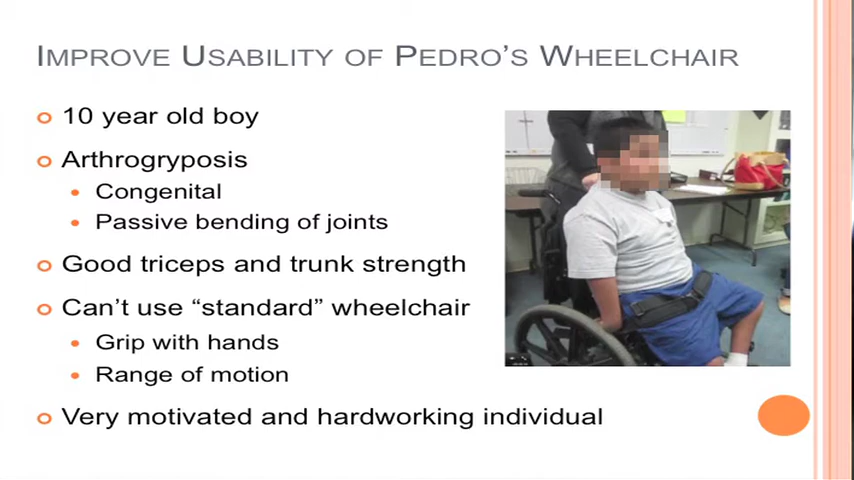 IMPROVE USABILITY OF PEDRO'S WHEELCHAIR
10 year old boy
Arthrogryposis
Congenital
Passive bending of joints
Good triceps and trunk strength
Can't use “standard” wheelchair
Grip with hands
Range of motion
Very motivated and hardworking individual